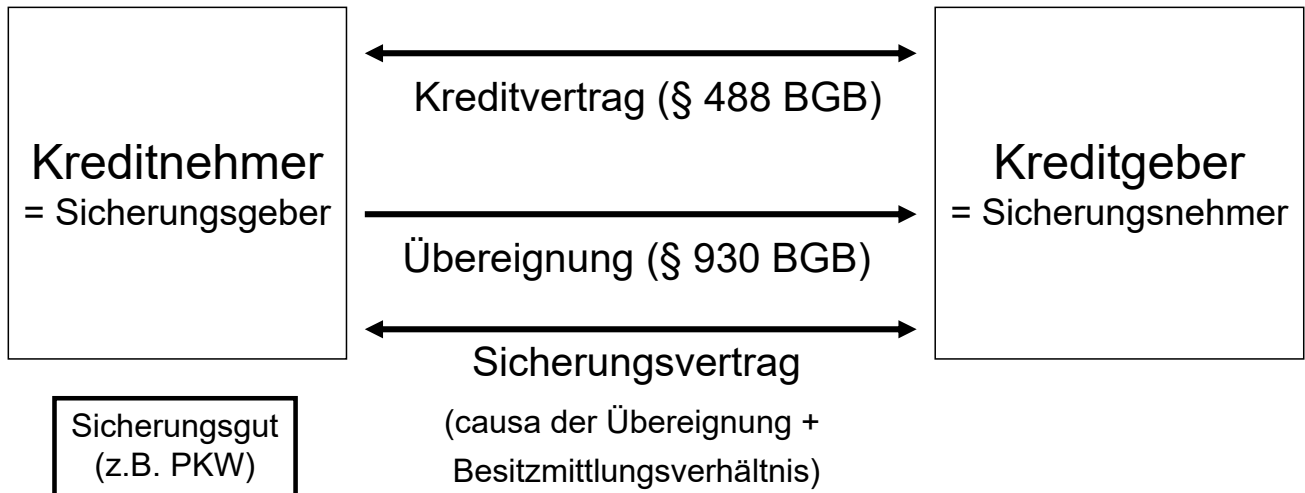 Kreditvertrag (§ 488 BGB)
Kreditnehmer
= Sicherungsgeber
Kreditgeber
= Sicherungsnehmer
Übereignung (§ 930 BGB)
Sicherungsvertrag
(causa der Übereignung +
Besitzmittlungsverhältnis)
Sicherungsgut
(z.B. PKW)